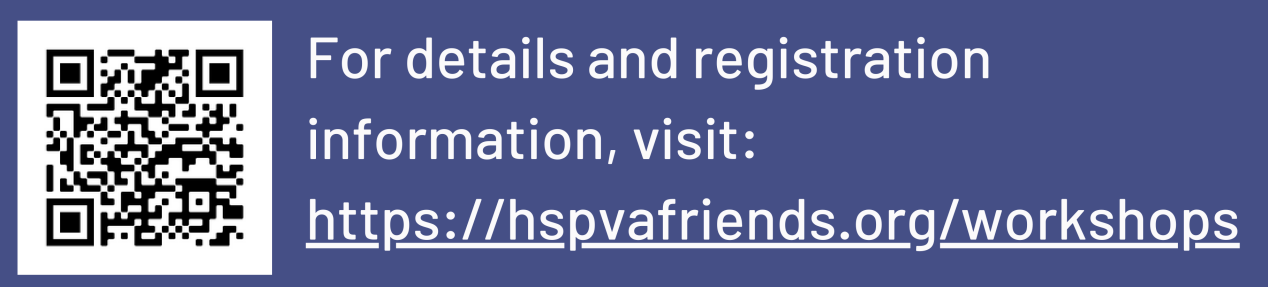 For details and registration
information, visit:
https://hspvafriends.org/workshops